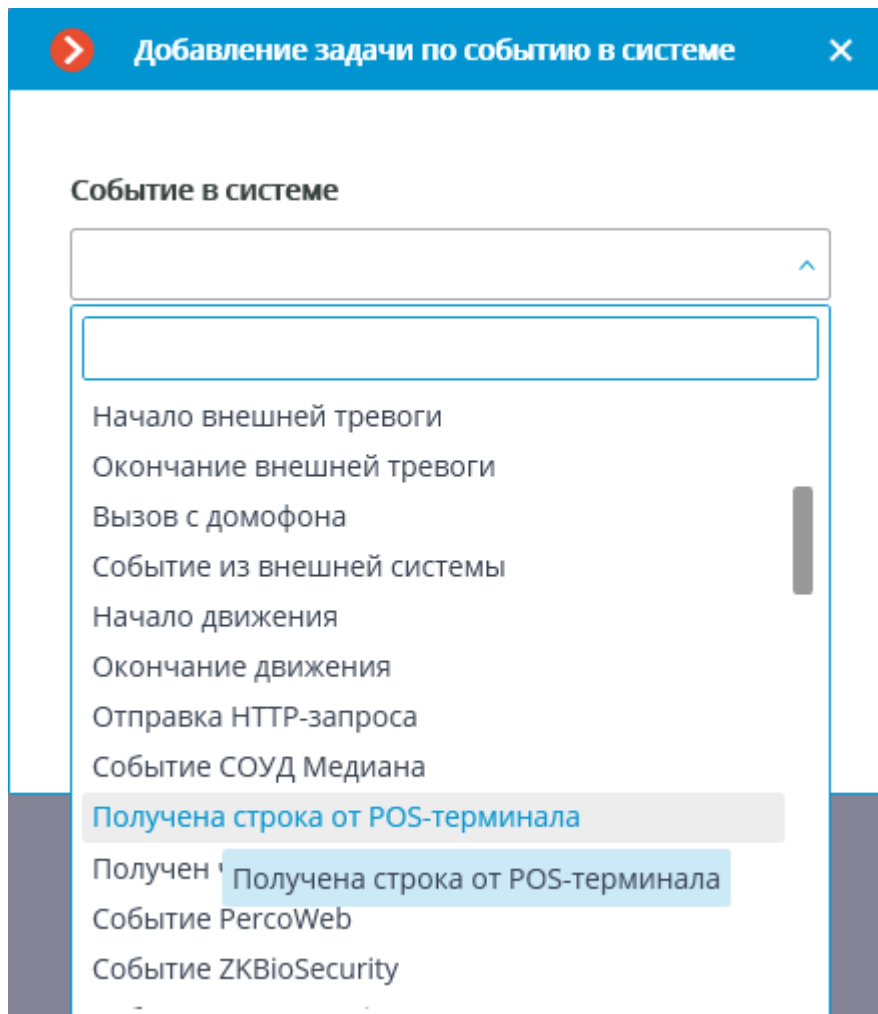 Добавление задачи по событию в системе
Событие в системе
Начало внешней тревоги
Окончание внешней тревоги
Вызов с домофона
Событие из внешней системы
Начало движения
Окончание движения
Отправка HTTP-запроса
Событие СОУД Медиана
Получена строка от POS-терминала
Получен
Получена строка от POS-терминала
Событие PercoWeb
Событие ZKBioSecurity